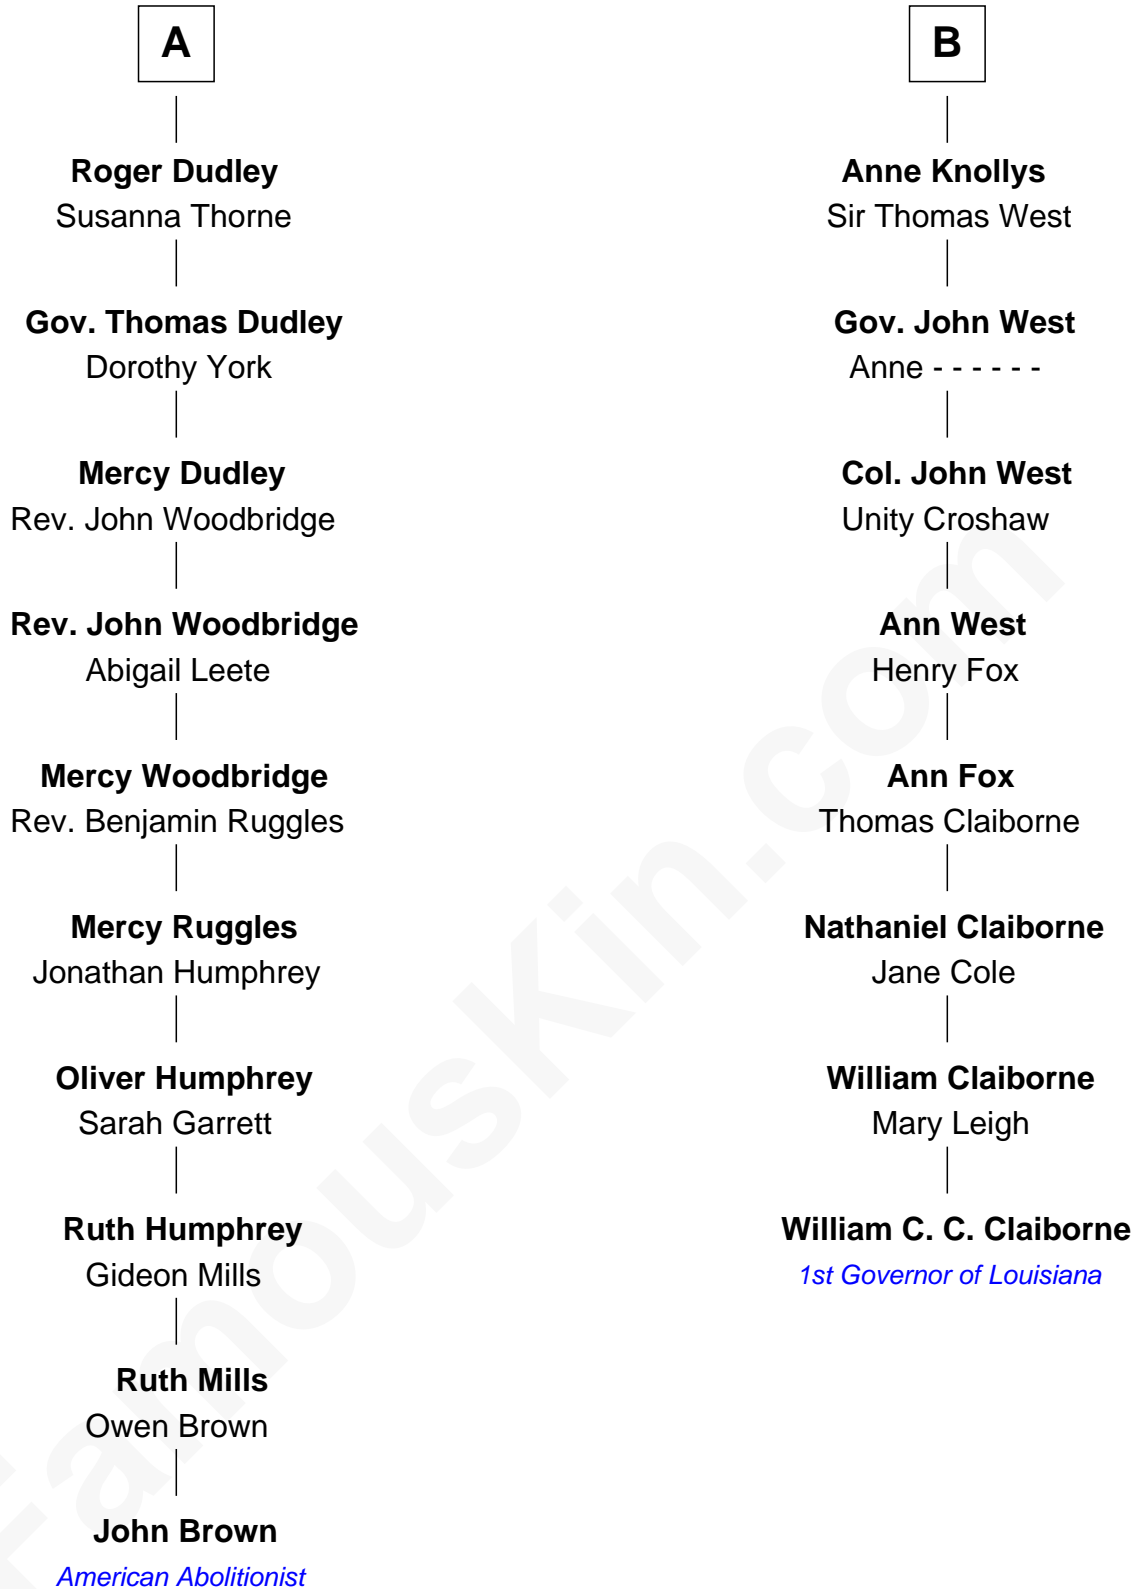 A
Roger Dudley
Susanna Thorne
Gov. Thomas Dudley
Dorothy York
Mercy Dudley
Rev. John Woodbridge
Rev. John Woodbridge
Abigail Leete
Mercy Woodbridge
Rev. Benjamin Ruggles
Mercy Ruggles
Jonathan Humphrey
Oliver Humphrey
Sarah Garrett
Ruth Humphrey
Gideon Mills
Ruth Mills
Owen Brown
John Brown
American Abolitionist
B
Anne Knollys
Sir Thomas West
Gov. John West
Anne - - - - - -
Col. John West
Unity Croshaw
Ann West
Henry Fox
Ann Fox
Thomas Claiborne
Nathaniel Claiborne
Jane Cole
William Claiborne
Mary Leigh
William C. C. Claiborne
1st Governor of Louisiana
FamousKin.com